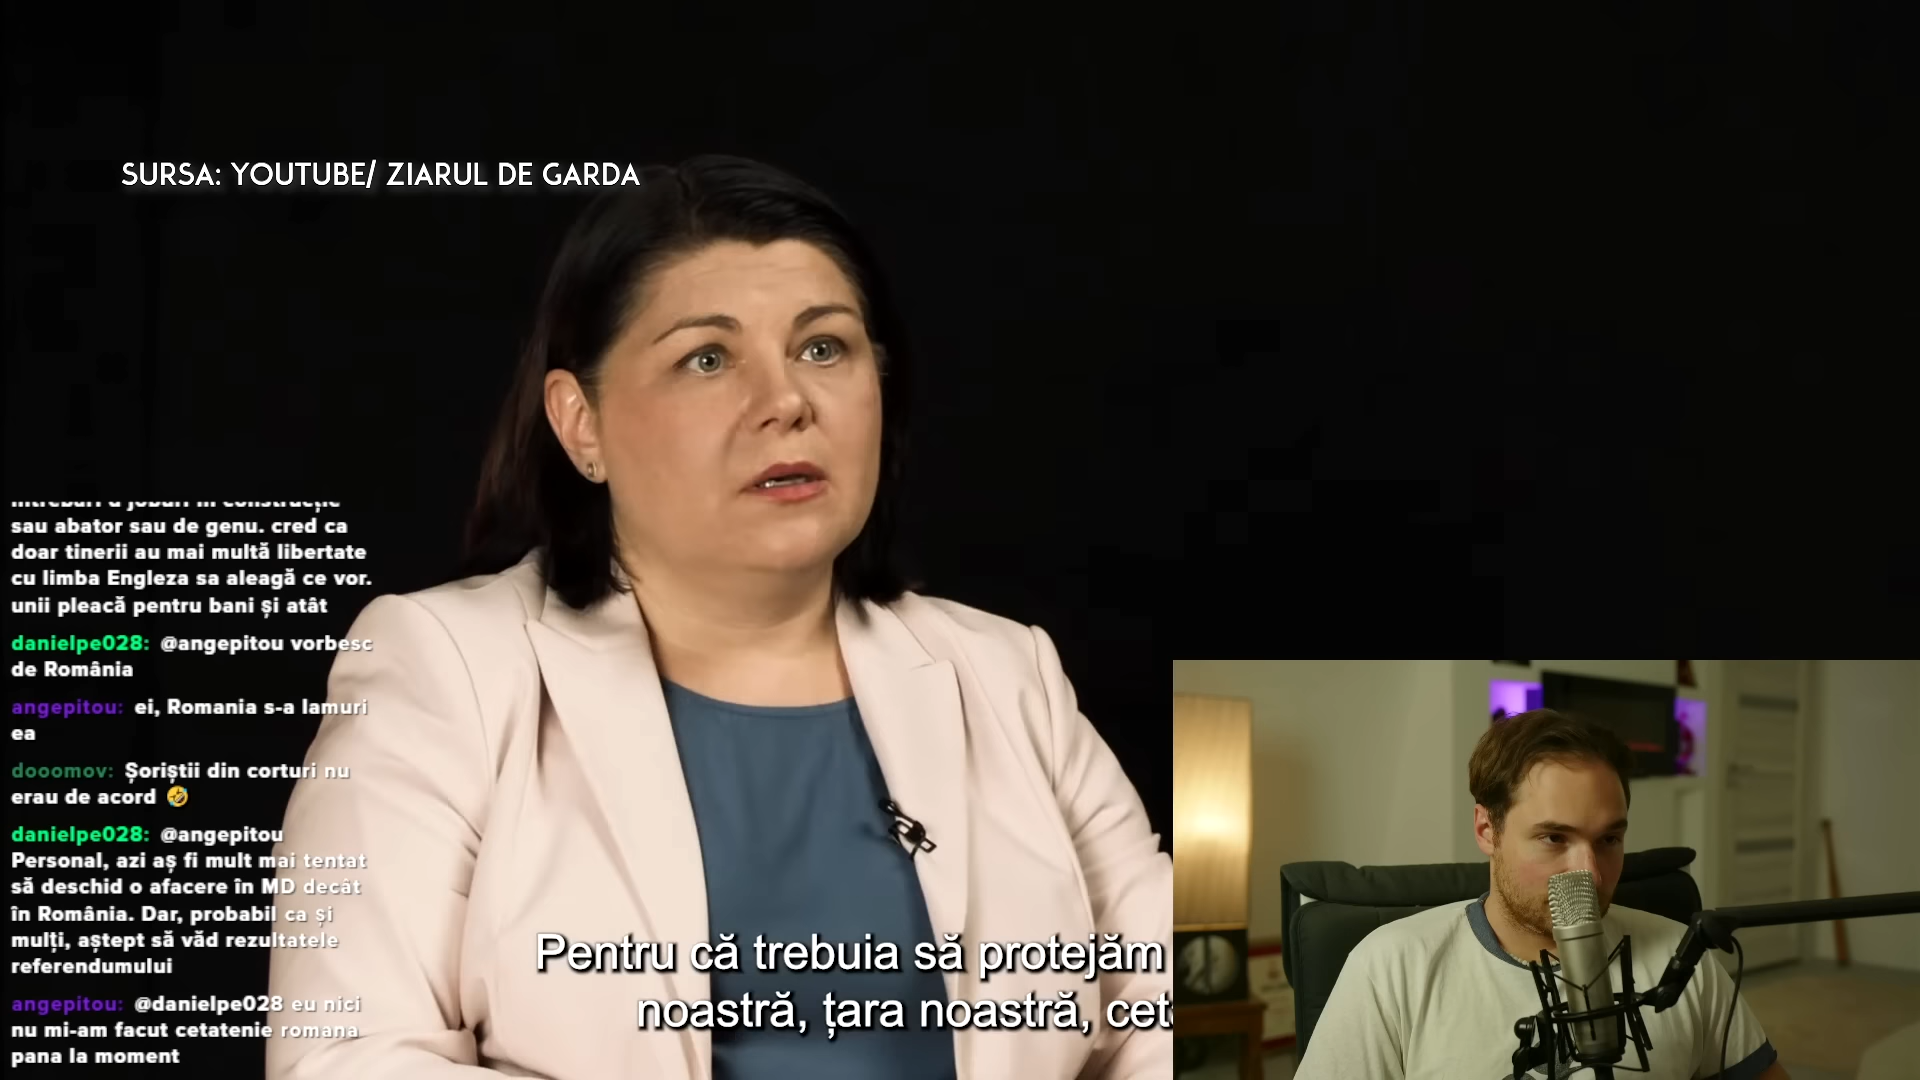 SURSA: YOUTUBE/ ZIARUL DE GARDA
întrebări d joburi în construcție
sau abator sau de genu. cred ca
doar tinerii au mai multă libertate
cu limba Engleza sa aleagă ce vor.
unii pleacă pentru bani și atât
danielpe028: @angepitou vorbesc
de România
angepitou: ei, Romania s-a lamuri
ea
dooomov: Șoriștii din corturi nu
erau de acord 🤣
danielpe028: @angepitou
Personal, azi aș fi mult mai tentat
să deschid o afacere în MD decât
în România. Dar, probabil ca și
mulți, aștept să văd rezultatele
referendumului
angepitou: @danielpe028 eu nici
nu mi-am facut cetatenie romana
pana la moment
Pentru că trebuia să protejăm
noastră, țara noastră,